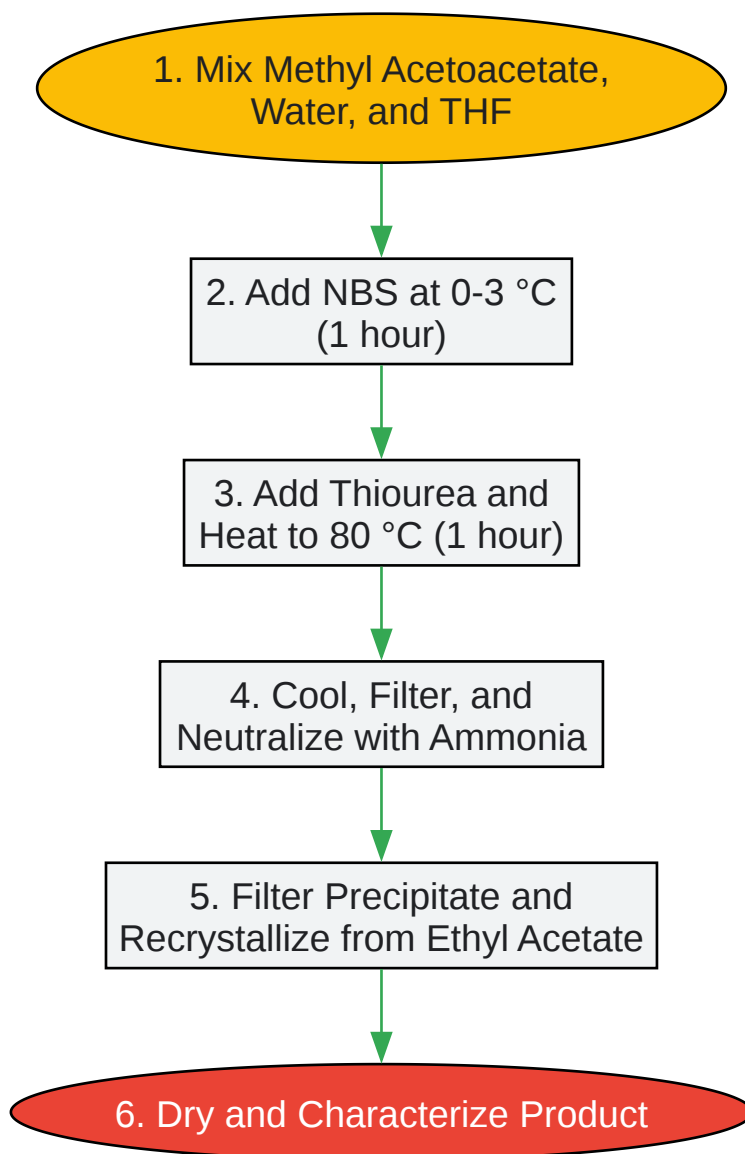 1. Mix Methyl Acetoacetate,
Water, and THF
2. Add NBS at 0-3 °C
(1 hour)
3. Add Thiourea and
Heat to 80 °C (1 hour)
4. Cool, Filter, and
Neutralize with Ammonia
5. Filter Precipitate and
Recrystallize from Ethyl Acetate
6. Dry and Characterize Product